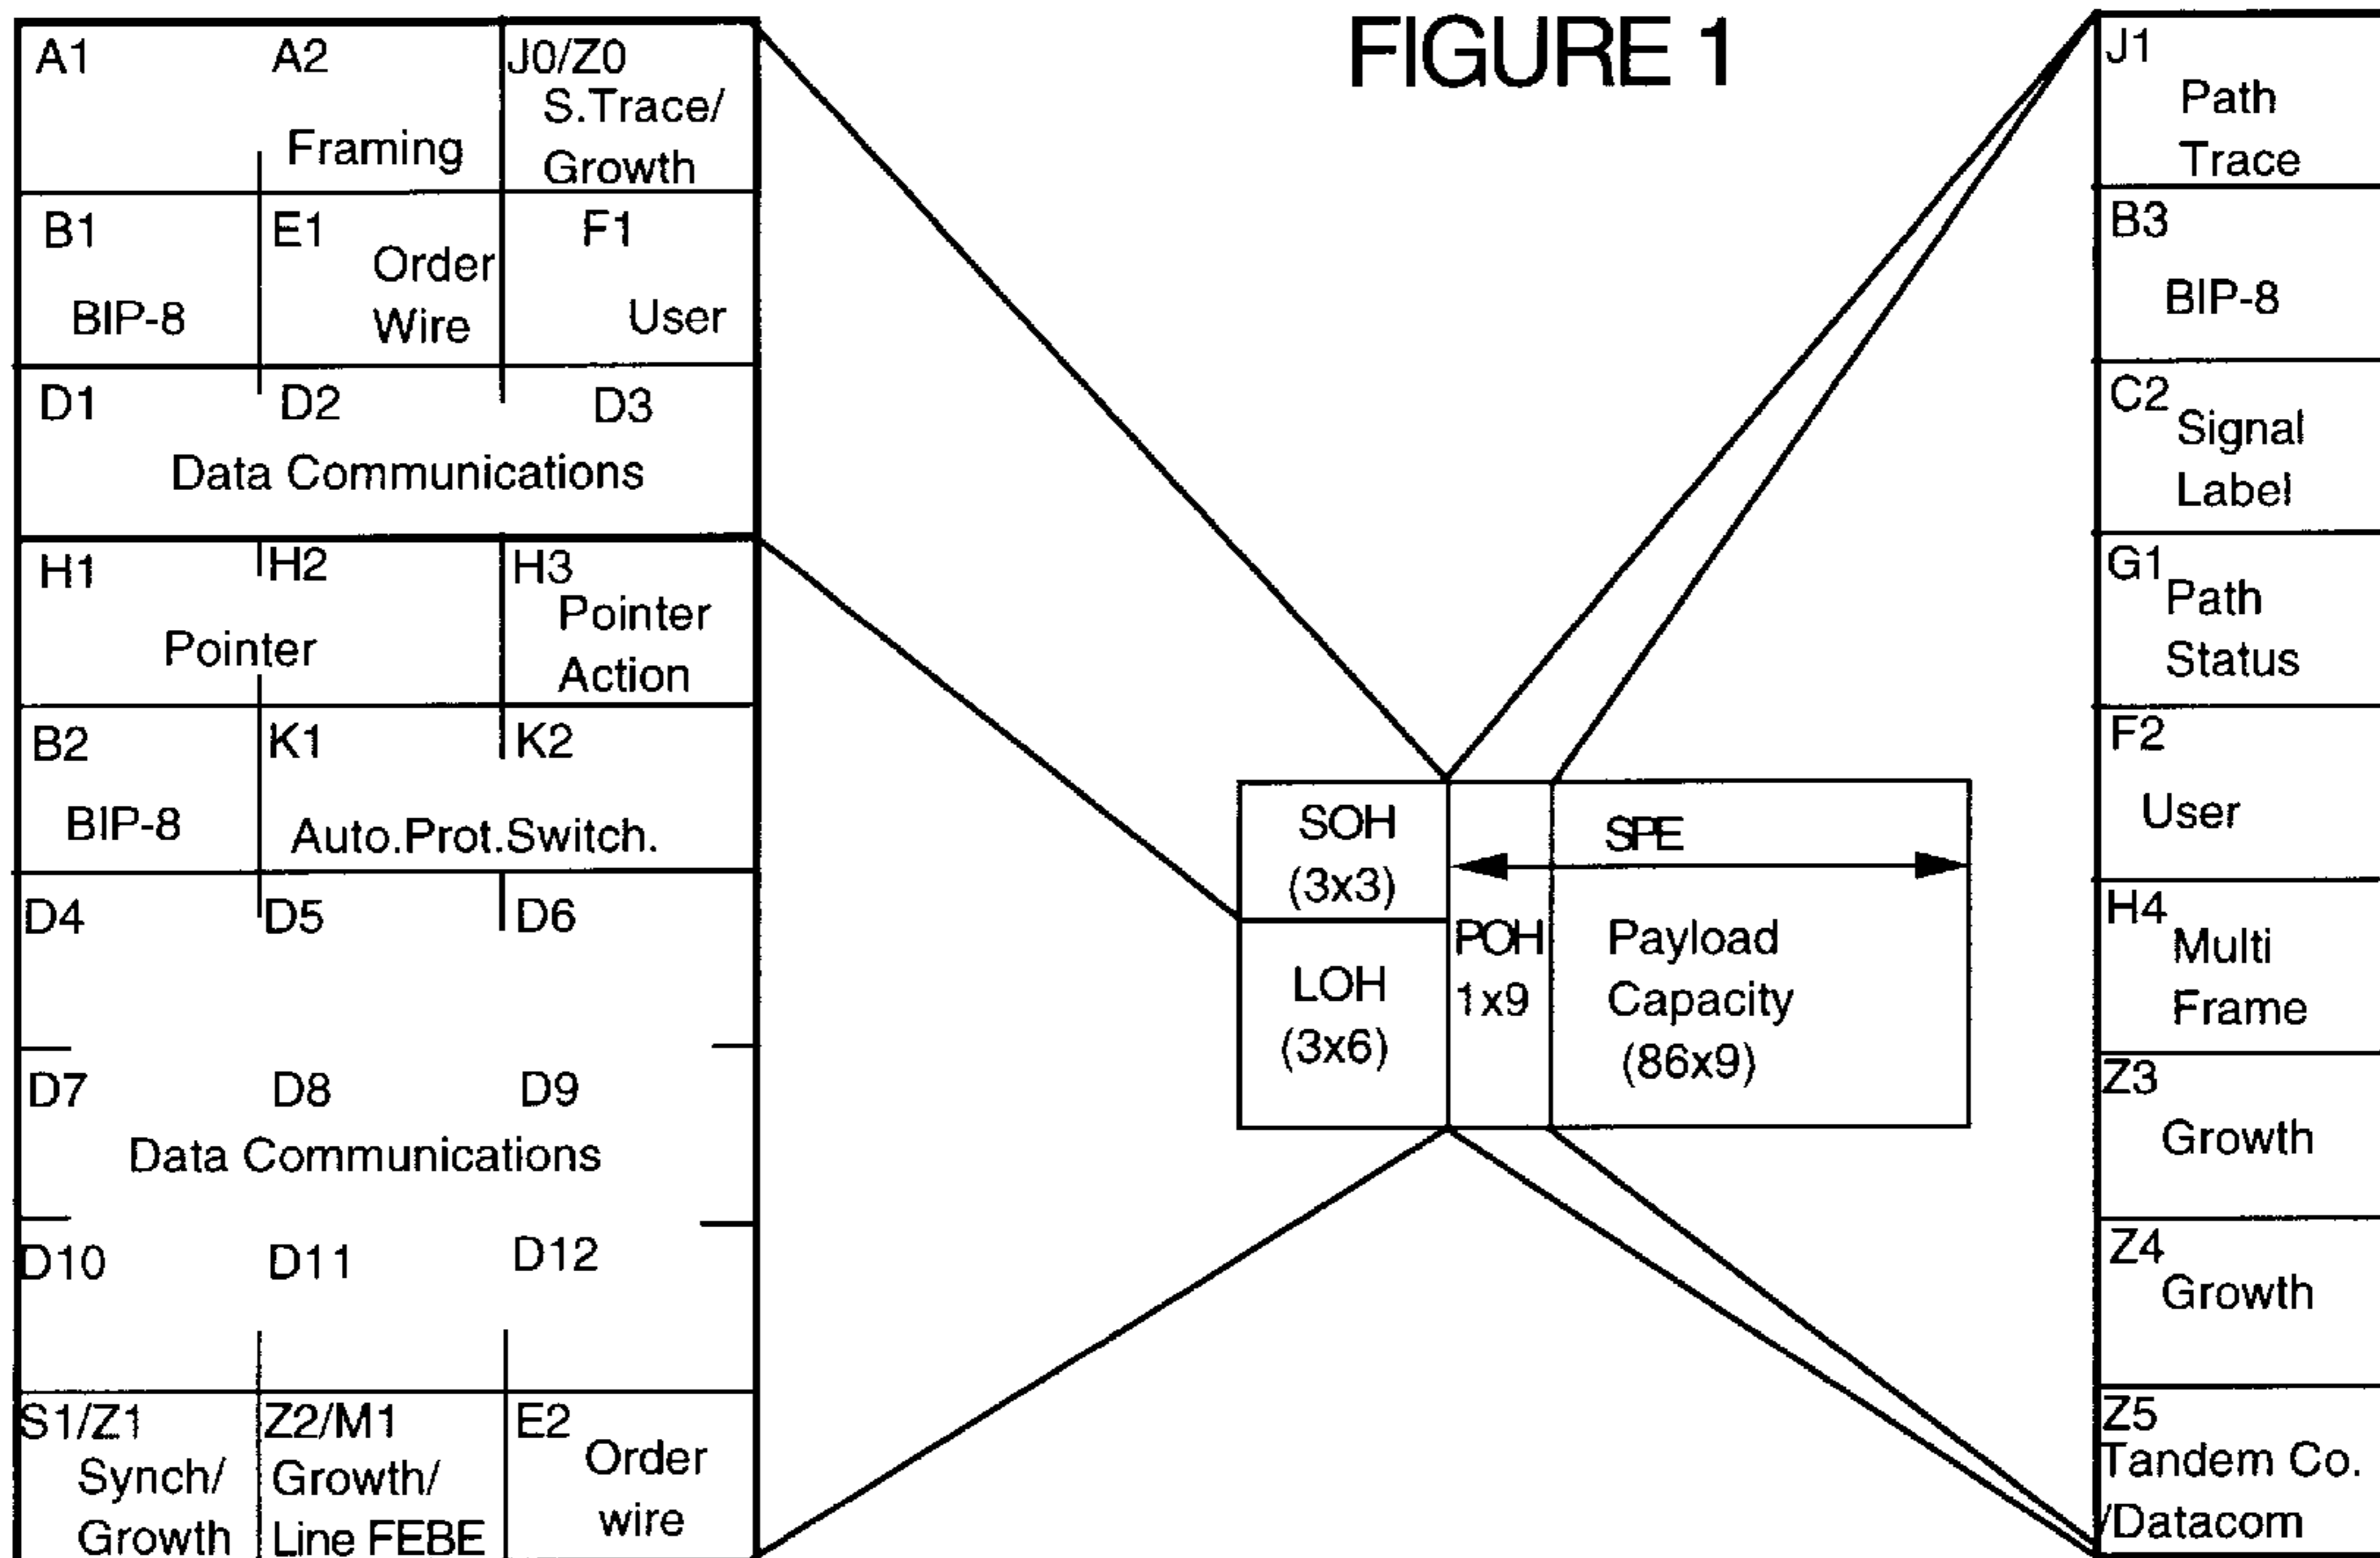 FIGURE 1
A1 A2 J0/Z0
S.Trace/
Framing Growth
B1 E1 F1
Order
BIP-8 Wire User
D1 D2 D3
Data Communications
H1 H2 H3
Pointer
Pointer Action
B2 K1 K2
BIP-8 Auto.Prot.Switch.
D4 D5 D6
D7 D8 D9
Data Communications
D10 D11 D12
S1/Z1 Z2/M1 E2
Order
Synch/ Growth/ wire
Growth Line FEBE
SOH
(3x3)
LOH
(3x6)
POH
1x9
SPE
Payload
Capacity
(86x9)
J1
Path
Trace
B3
BIP-8
C2
Signal
Label
G1
Path
Status
F2
User
H4
Multi
Frame
Z3
Growth
Z4
Growth
Z5
Tandem Co.
/Datacom